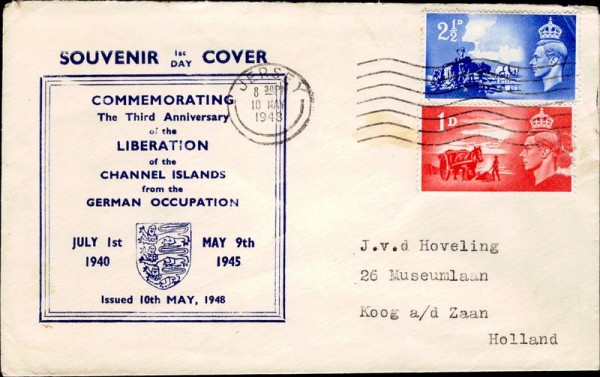 SOUVENIR 1st DAY COVER
COMMEMORATING
The Third Anniversary
of the
LIBERATION
of the
CHANNEL ISLANDS
from the
GERMAN OCCUPATION
JULY 1st MAY 9th
1940 1945
Issued 10th MAY, 1948
JERSEY
8 30PM
10 MAY
1948
2½D
1D
J.v.d Hoveling
26 Museumlaan
Koog a/d Zaan
Holland